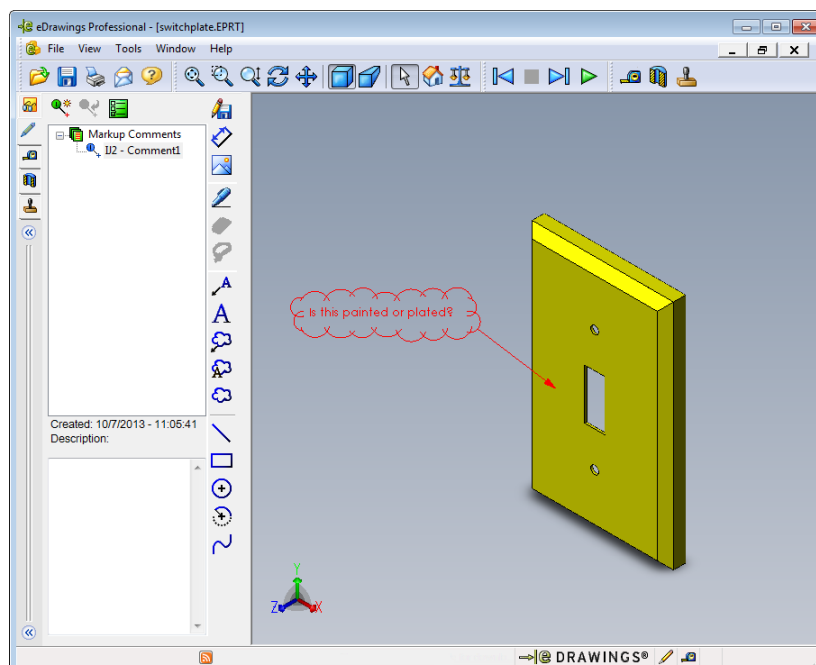 eDrawings Professional - [switchplate.EPRT]
File View Tools Window Help
Markup Comments
IJ2 - Comment1
Created: 10/7/2013 - 11:05:41
Description:
Is this painted or plated?
Y
Z
X
DRAWINGS®